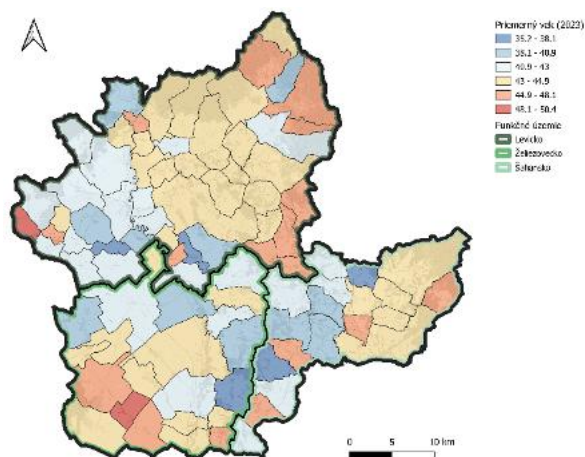 Priemerný vek (2023)
35.2 - 38.1
38.1 - 40.9
40.9 - 43
43 - 44.9
44.9 - 48.1
48.1 - 50.4
Funkčné územie
Levicko
Želiezovecko
Šahansko
0 5 10 km